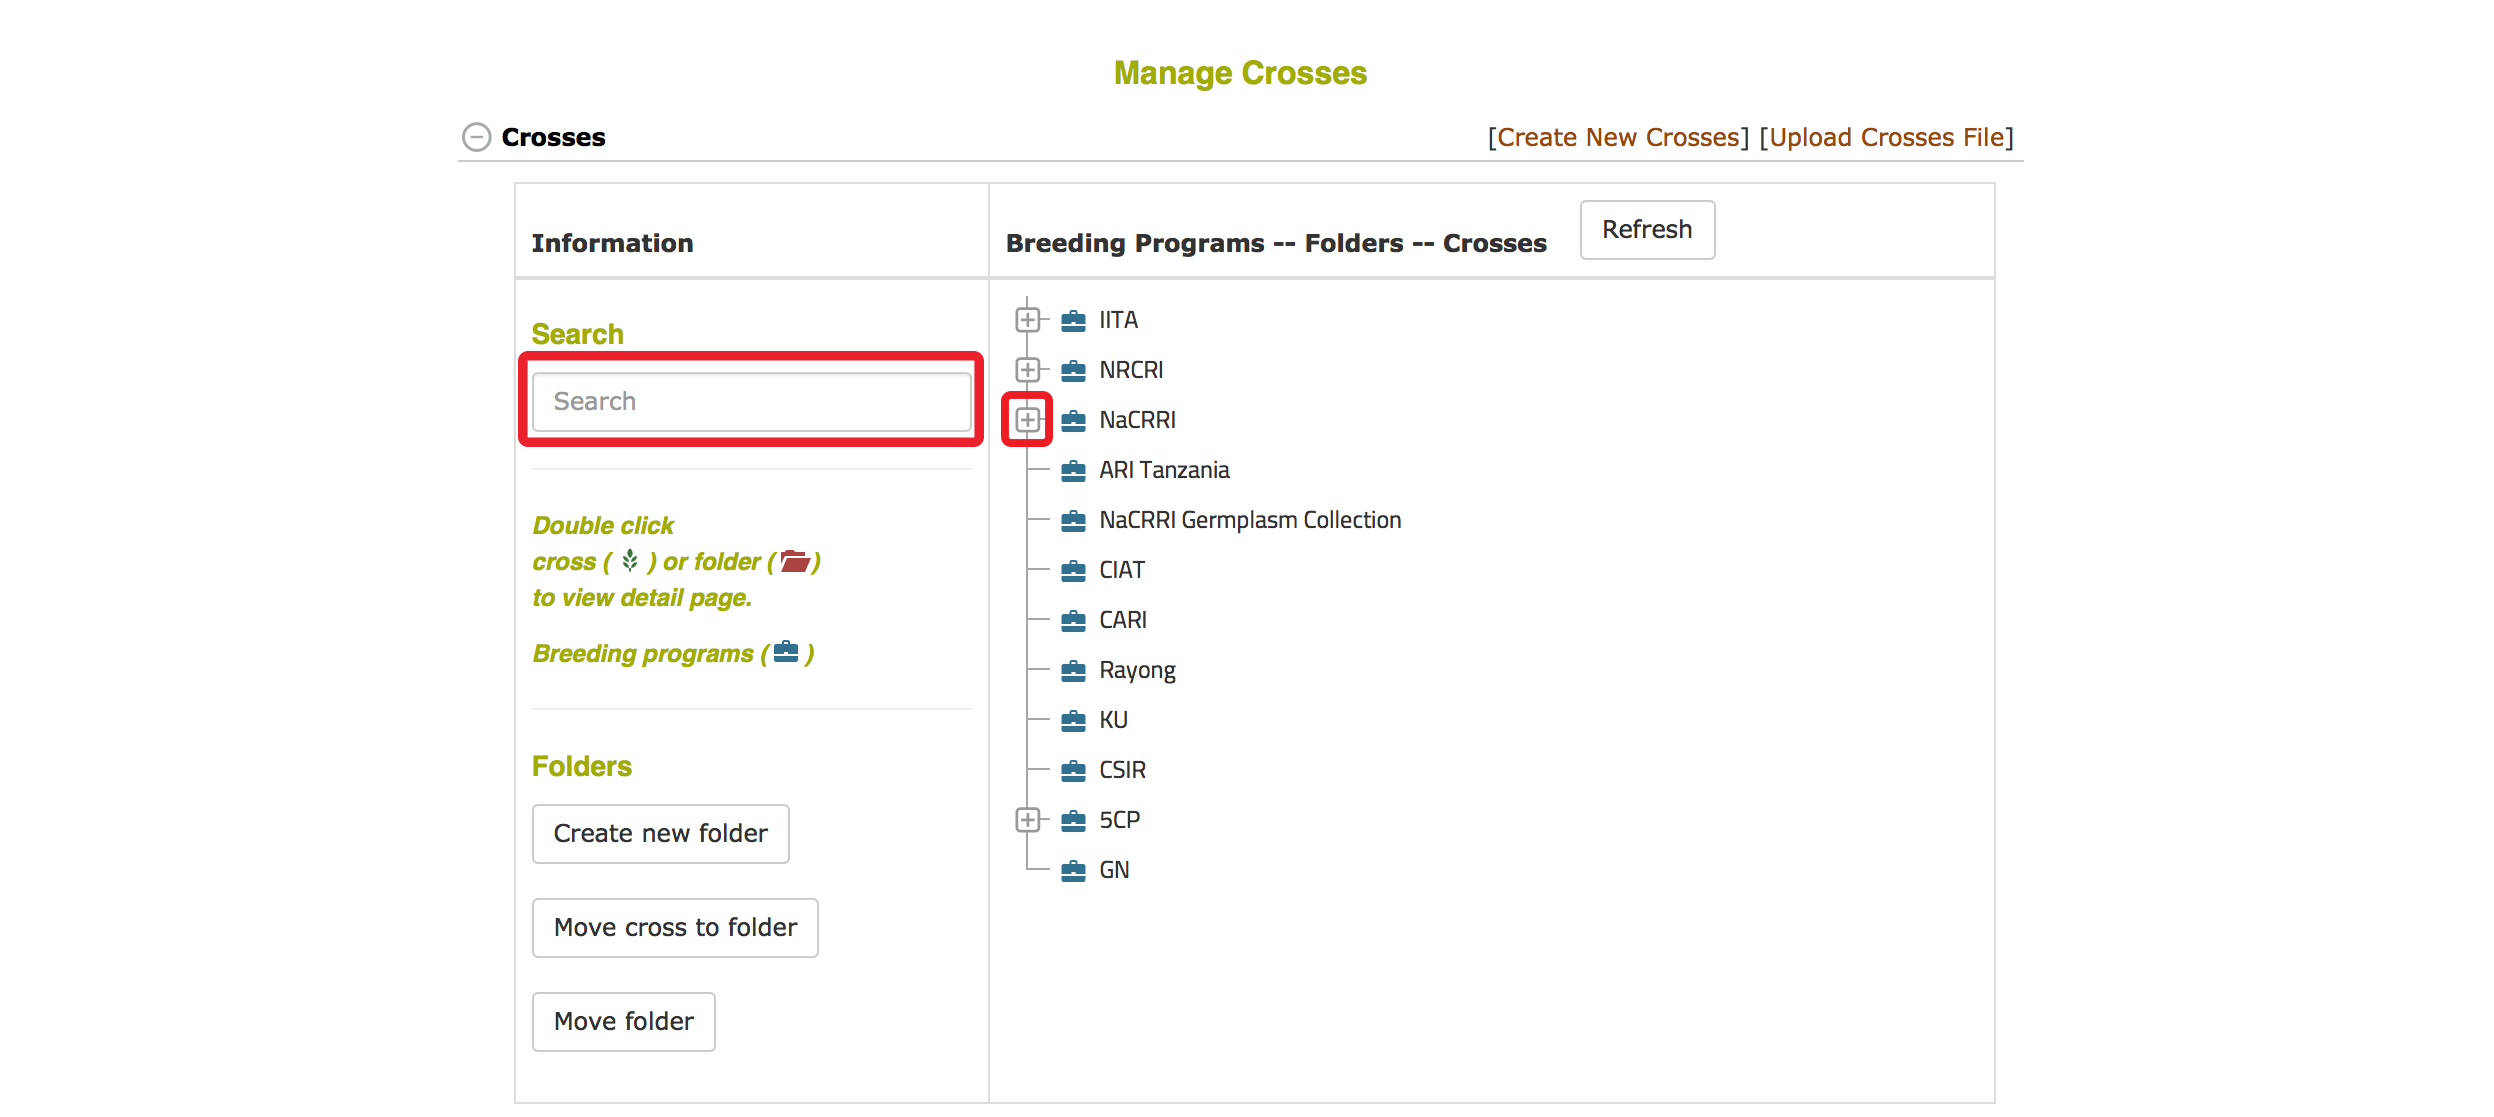 Manage Crosses
Crosses
[Create New Crosses] [Upload Crosses File]
Information
Breeding Programs -- Folders -- Crosses
Refresh
Search
Search
Double click
cross ( ) or folder ( )
to view detail page.
Breeding programs ( )
Folders
Create new folder
Move cross to folder
Move folder
IITA
NRCRI
NaCRRI
ARI Tanzania
NaCRRI Germplasm Collection
CIAT
CARI
Rayong
KU
CSIR
5CP
GN